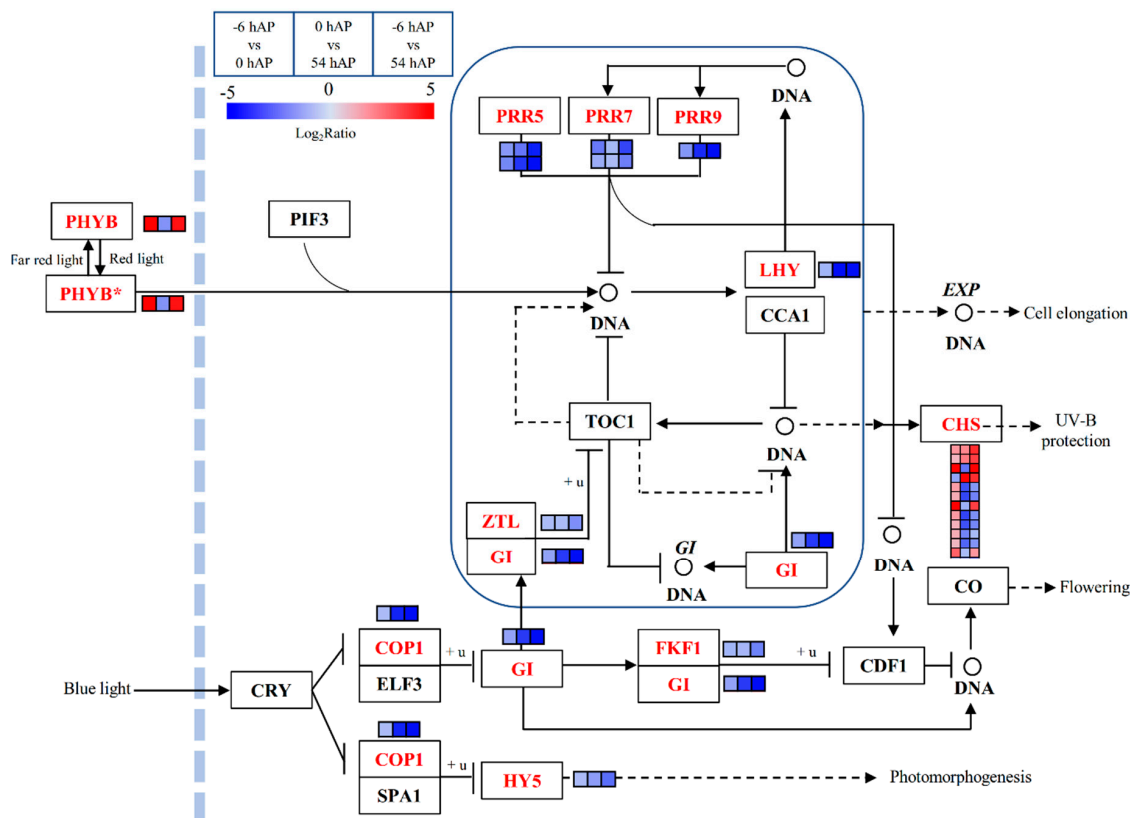 -6 hAP
vs
0 hAP
0 hAP
vs
54 hAP
-6 hAP
vs
54 hAP
-5
0
5
Log₂Ratio
DNA
PRR5
PRR7
PRR9
PHYB
PIF3
Far red light
Red light
PHYB*
LHY
DNA
CCA1
EXP
DNA
Cell elongation
TOC1
DNA
CHS
UV-B
protection
+ u
ZTL
GI
GI
DNA
GI
DNA
CO
Flowering
COP1
ELF3
+ u
GI
FKF1
GI
+ u
CDF1
DNA
Blue light
CRY
COP1
SPA1
+ u
HY5
Photomorphogenesis